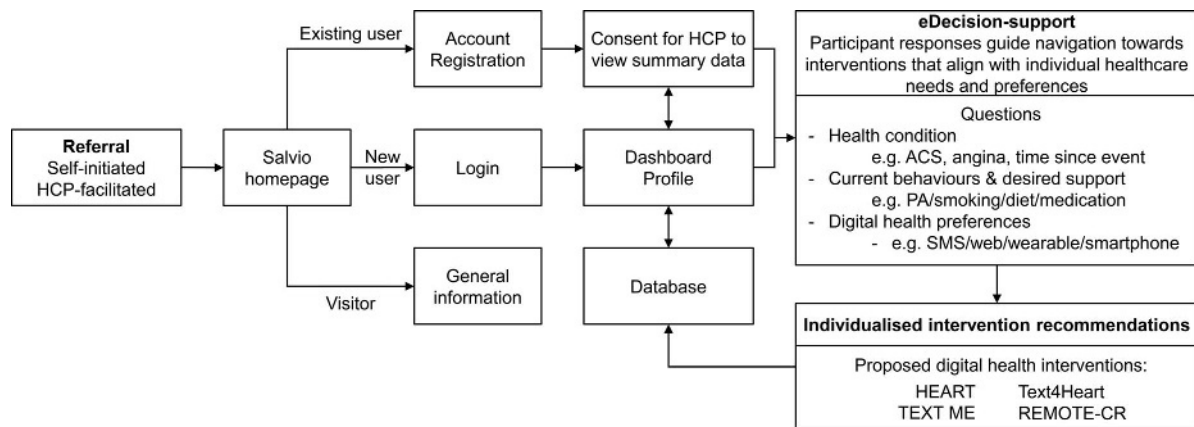 Referral
Self-initiated
HCP-facilitated
Salvio
homepage
Existing user
New
user
Visitor
Account
Registration
Login
General
information
Consent for HCP to
view summary data
Dashboard
Profile
Database
eDecision-support
Participant responses guide navigation towards
interventions that align with individual healthcare
needs and preferences
Questions
- Health condition
e.g. ACS, angina, time since event
- Current behaviours & desired support
e.g. PA/smoking/diet/medication
- Digital health preferences
- e.g. SMS/web/wearable/smartphone
Individualised intervention recommendations
Proposed digital health interventions:
HEART Text4Heart
TEXT ME REMOTE-CR